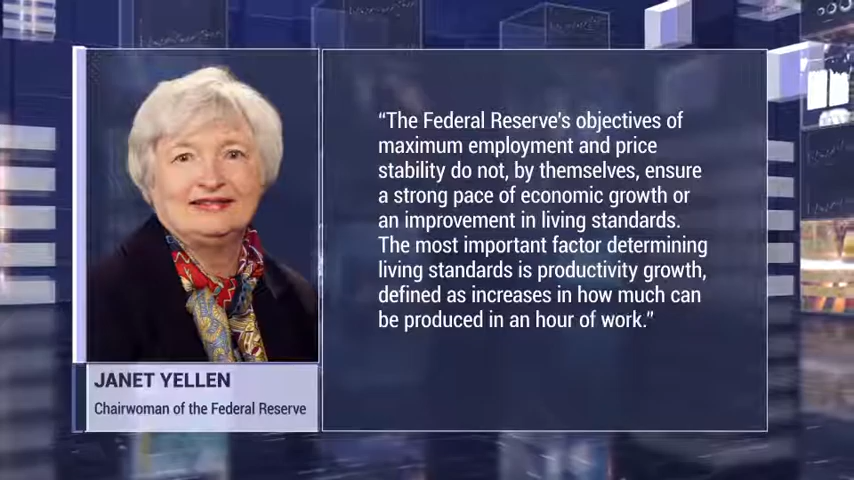 “The Federal Reserve's objectives of
maximum employment and price
stability do not, by themselves, ensure
a strong pace of economic growth or
an improvement in living standards.
The most important factor determining
living standards is productivity growth,
defined as increases in how much can
be produced in an hour of work.”
JANET YELLEN
Chairwoman of the Federal Reserve